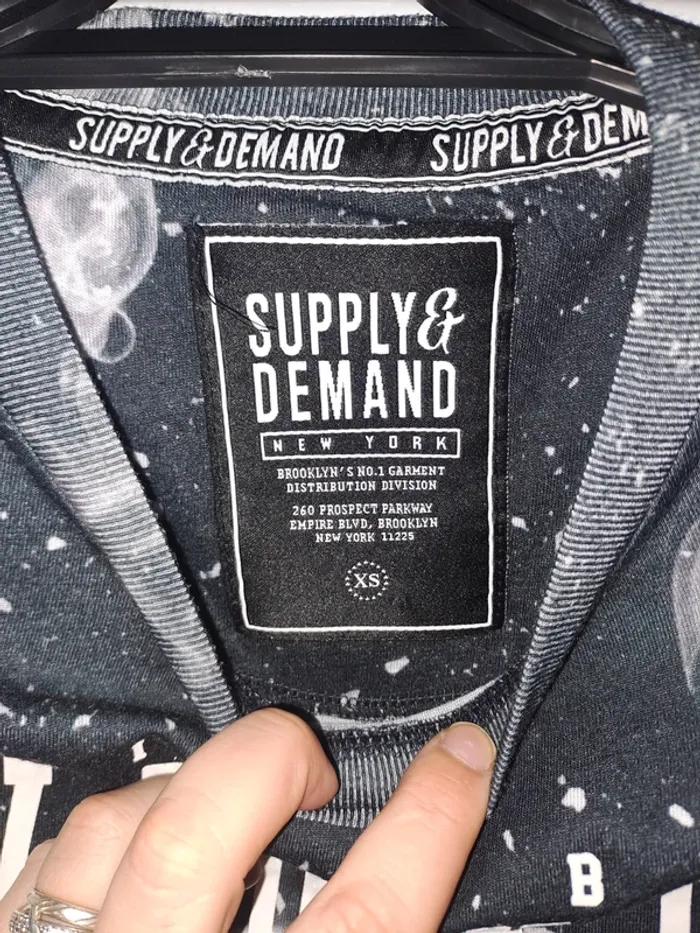 SUPPLY&DEMAND SUPPLY&DEM
SUPPLY&
DEMAND
NEW YORK
BROOKLYN'S NO.1 GARMENT
DISTRIBUTION DIVISION
260 PROSPECT PARKWAY
EMPIRE BLVD, BROOKLYN
NEW YORK 11225
XS
B